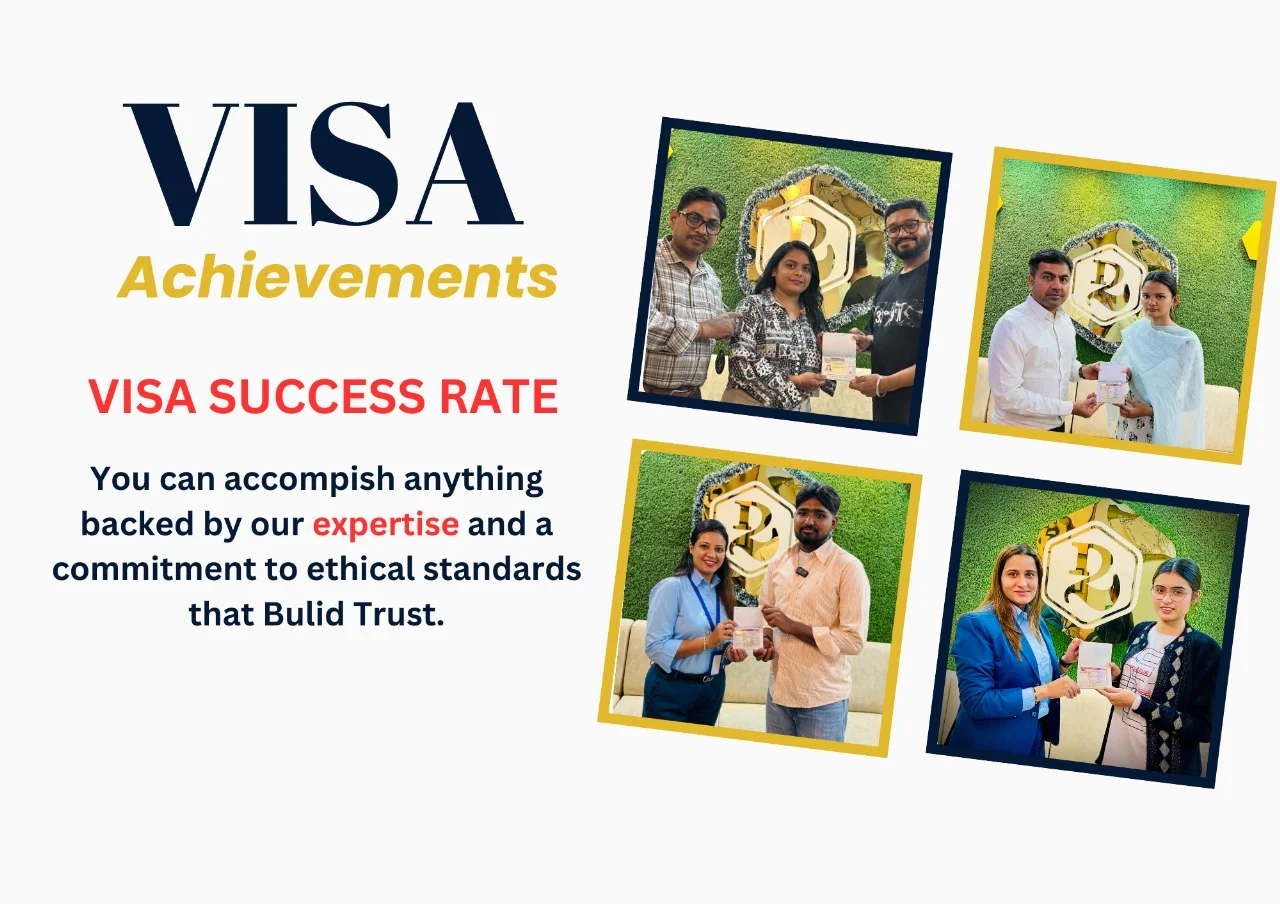 VISA
Achievements
VISA SUCCESS RATE
You can accompish anything
backed by our expertise and a
commitment to ethical standards
that Bulid Trust.